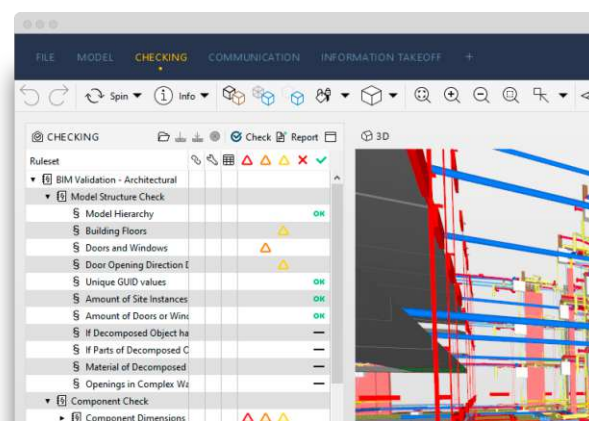 FILE MODEL CHECKING COMMUNICATION INFORMATION TAKEOFF +
Spin Info
CHECKING Check Report 3D
Ruleset
BIM Validation - Architectural
§ Model Structure Check
§ Model Hierarchy OK
§ Building Floors
§ Doors and Windows
§ Door Opening Direction D
§ Unique GUID values OK
§ Amount of Site Instances OK
§ Amount of Doors or Wind OK
§ If Decomposed Object ha —
§ If Parts of Decomposed C —
§ Material of Decomposed —
§ Openings in Complex Wa —
§ Component Check
§ Component Dimensions